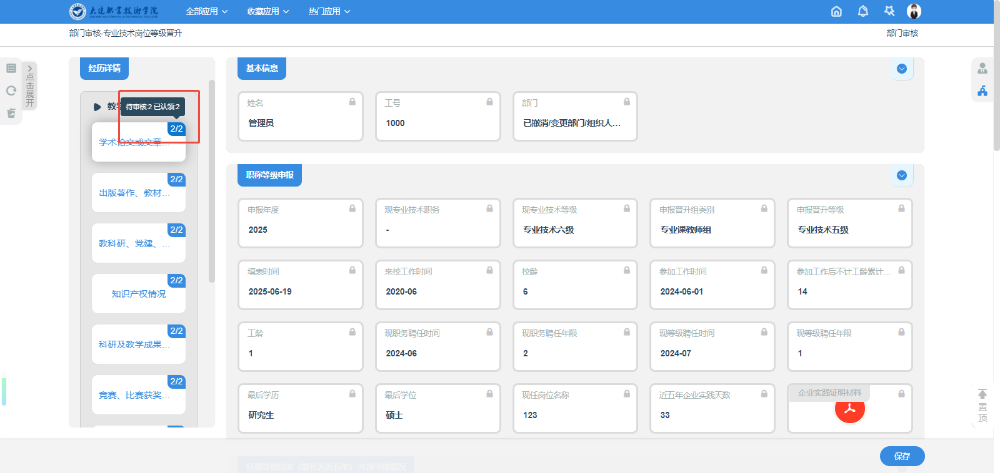 大连职业技术学院
全部应用
收藏应用
热门应用
部门审核-专业技术岗位等级晋升
部门审核
点击展开
经历详情
待审核:2 已认领:2
2/2
学术论文或文章...
2/2
出版著作、教材...
2/2
教科研、党建、...
2/2
知识产权情况
2/2
科研及教学成果...
2/2
竞赛、比赛获奖...
基本信息
姓名
管理员
工号
1000
部门
已撤消/变更部门/组织人...
职称等级申报
申报年度
2025
现专业技术职务
-
现专业技术等级
专业技术六级
申报晋升组类别
专业课教师组
申报晋升等级
专业技术五级
填表时间
2025-06-19
来校工作时间
2020-06
校龄
6
参加工作时间
2024-06-01
参加工作后不计工龄累计...
14
工龄
1
现职务聘任时间
2024-06
现职务聘任年限
2
现等级聘任时间
2024-07
现等级聘任年限
1
最后学历
研究生
最后学位
硕士
现任岗位名称
123
近五年企业实践天数
33
企业实践证明材料
置顶
保存